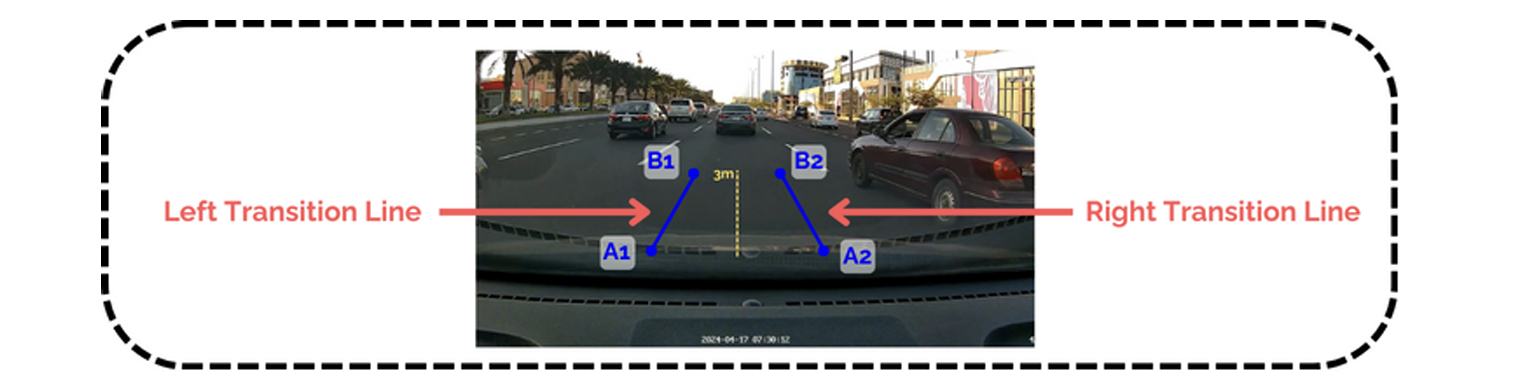 B1
B2
3m
Left Transition Line
Right Transition Line
A1
A2
2024-04-17 07:30:52